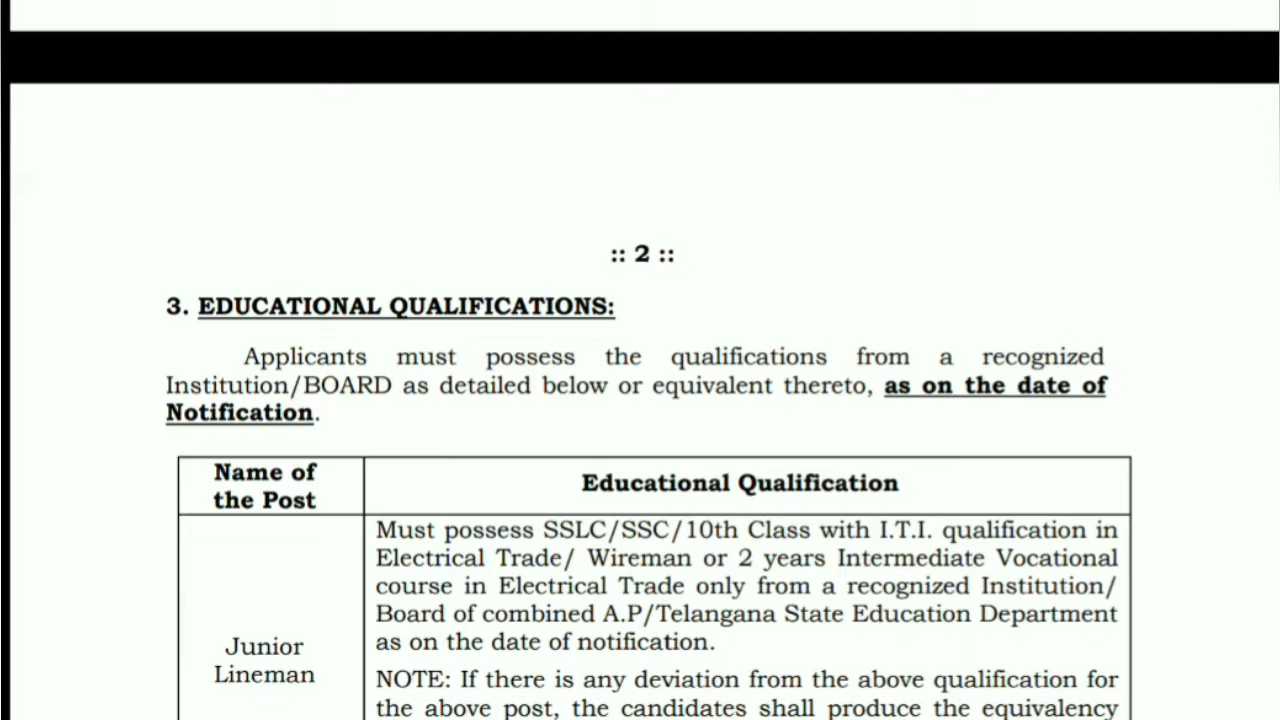 :: 2 ::
3. EDUCATIONAL QUALIFICATIONS:
Applicants must possess the qualifications from a recognized
Institution/BOARD as detailed below or equivalent thereto, as on the date of
Notification.
Name of
the Post
Educational Qualification
Junior
Lineman
Must possess SSLC/SSC/10th Class with I.T.I. qualification in
Electrical Trade/ Wireman or 2 years Intermediate Vocational
course in Electrical Trade only from a recognized Institution/
Board of combined A.P/Telangana State Education Department
as on the date of notification.
NOTE: If there is any deviation from the above qualification for
the above post, the candidates shall produce the equivalency